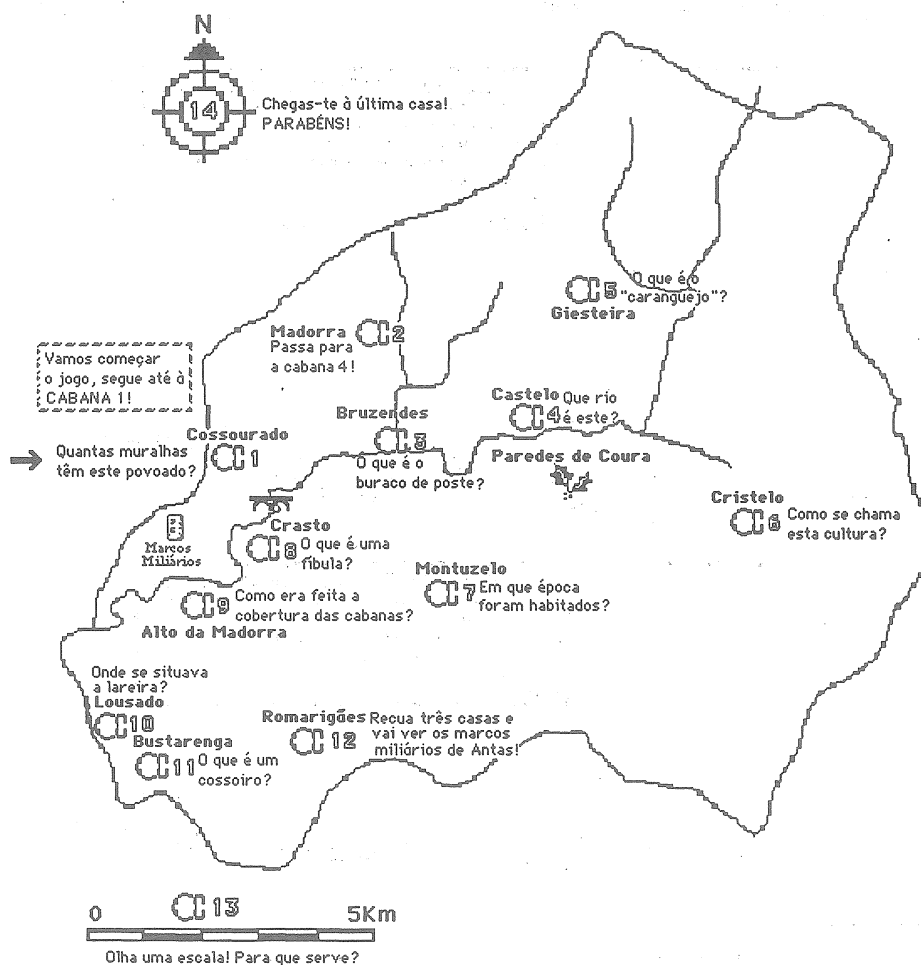 N
14
Chegas-te à última casa!
PARABÉNS!
O que é o
5 "caranguejo"?
Giesteira
Madorra 2
Passa para
a cabana 4!
Vamos começar
o jogo, segue até à
CABANA 1!
Castelo
4 Que rio
é este?
Bruzendes
3
O que é o
buraco de poste?
Cossourado
1
Quantas muralhas
têm este povoado?
Paredes de Coura
Cristelo
6 Como se chama
esta cultura?
Marcos
Miliários
Crasto
8 O que é uma
fíbula?
Montuzelo
7 Em que época
foram habitados?
9 Como era feita a
cobertura das cabanas?
Alto da Madorra
Onde se situava
a lareira?
Lousado
10
Bustarenga
11 O que é um
cossoiro?
Romarigães
12
Recua três casas e
vai ver os marcos
miliários de Antas!
13
0 5Km
Olha uma escala! Para que serve?